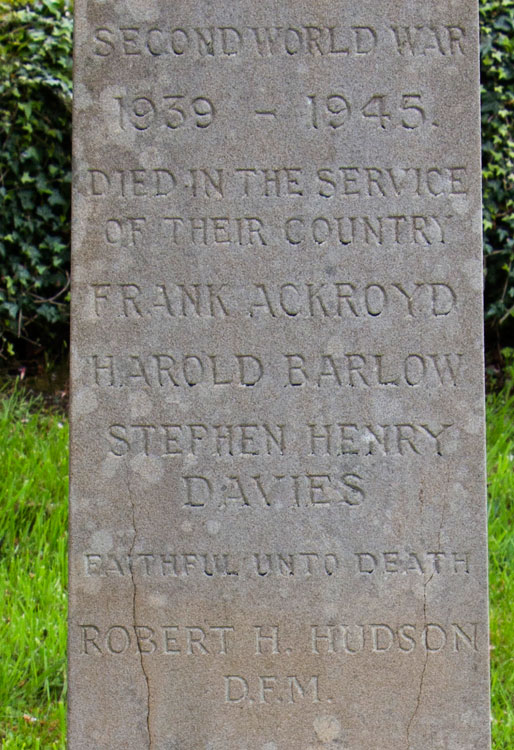 SECOND WORLD WAR
1939 - 1945.
DIED IN THE SERVICE
OF THEIR COUNTRY
FRANK ACKROYD
HAROLD BARLOW
STEPHEN HENRY
DAVIES
FAITHFUL UNTO DEATH
ROBERT H. HUDSON
D.F.M.